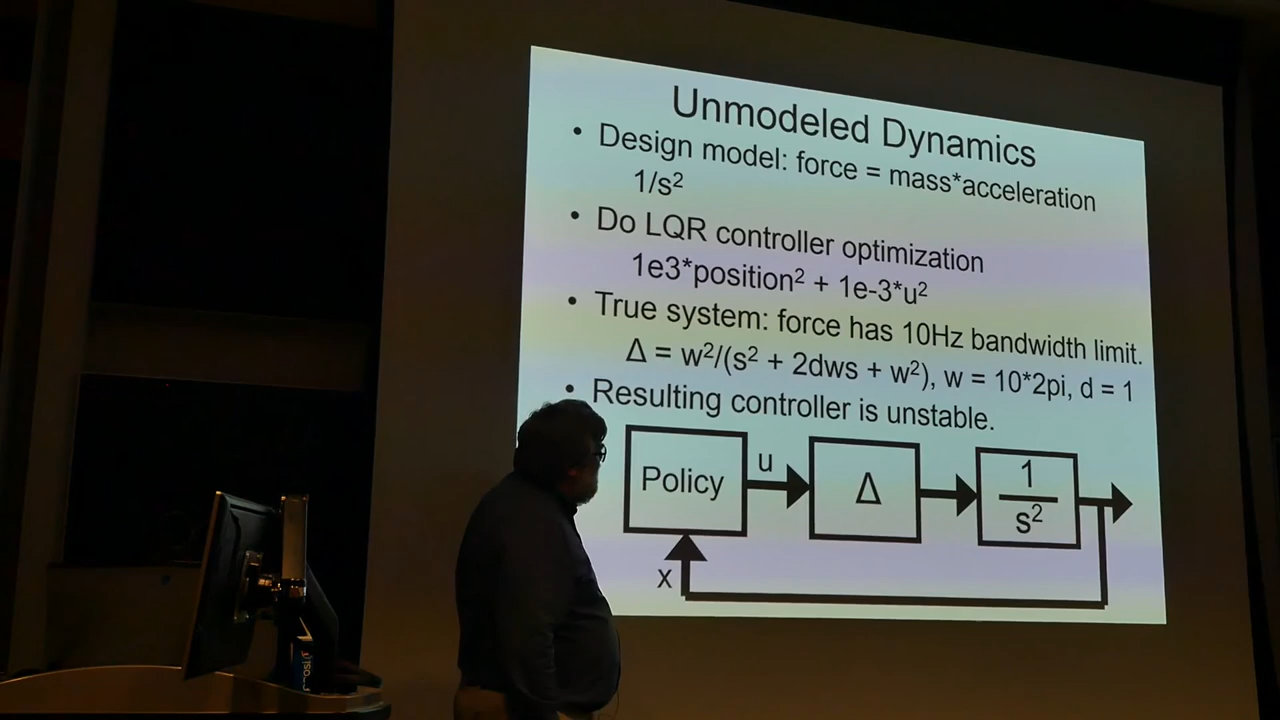 Unmodeled Dynamics
• Design model: force = mass*acceleration
1/s²
• Do LQR controller optimization
1e3*position² + 1e-3*u²
• True system: force has 10Hz bandwidth limit.
Δ = w²/(s² + 2dws + w²), w = 10*2pi, d = 1
• Resulting controller is unstable.
Policy
u
Δ
1
s²
x